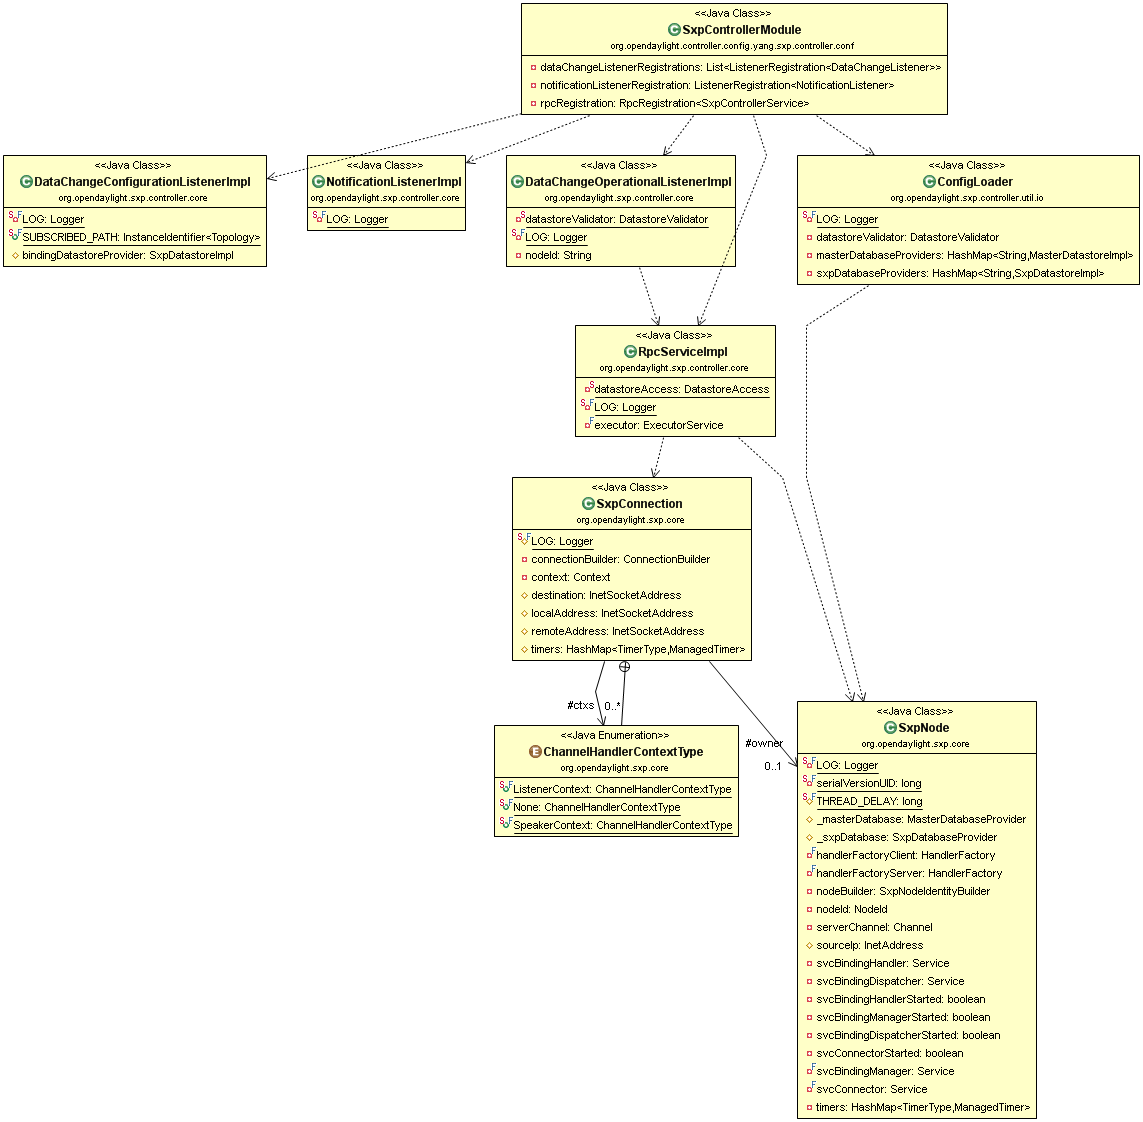 <<Java Class>>
SxpControllerModule
org.opendaylight.controller.config.yang.sxp.controller.conf
dataChangeListenerRegistrations: List<ListenerRegistration<DataChangeListener>>
notificationListenerRegistration: ListenerRegistration<NotificationListener>
rpcRegistration: RpcRegistration<SxpControllerService>
<<Java Class>>
DataChangeConfigurationListenerImpl
org.opendaylight.sxp.controller.core
LOG: Logger
SUBSCRIBED_PATH: InstanceIdentifier<Topology>
bindingDatastoreProvider: SxpDatastoreImpl
<<Java Class>>
NotificationListenerImpl
org.opendaylight.sxp.controller.core
LOG: Logger
<<Java Class>>
DataChangeOperationalListenerImpl
org.opendaylight.sxp.controller.core
datastoreValidator: DatastoreValidator
LOG: Logger
nodeId: String
<<Java Class>>
ConfigLoader
org.opendaylight.sxp.controller.util.io
LOG: Logger
datastoreValidator: DatastoreValidator
masterDatabaseProviders: HashMap<String,MasterDatastoreImpl>
sxpDatabaseProviders: HashMap<String,SxpDatastoreImpl>
<<Java Class>>
RpcServiceImpl
org.opendaylight.sxp.controller.core
datastoreAccess: DatastoreAccess
LOG: Logger
executor: ExecutorService
<<Java Class>>
SxpConnection
org.opendaylight.sxp.core
LOG: Logger
connectionBuilder: ConnectionBuilder
context: Context
destination: InetSocketAddress
localAddress: InetSocketAddress
remoteAddress: InetSocketAddress
timers: HashMap<TimerType,ManagedTimer>
#ctxs
0..*
#owner
0..1
<<Java Enumeration>>
ChannelHandlerContextType
org.opendaylight.sxp.core
ListenerContext: ChannelHandlerContextType
None: ChannelHandlerContextType
SpeakerContext: ChannelHandlerContextType
<<Java Class>>
SxpNode
org.opendaylight.sxp.core
LOG: Logger
serialVersionUID: long
THREAD_DELAY: long
_masterDatabase: MasterDatabaseProvider
_sxpDatabase: SxpDatabaseProvider
handlerFactoryClient: HandlerFactory
handlerFactoryServer: HandlerFactory
nodeBuilder: SxpNodeIdentityBuilder
nodeId: NodeId
serverChannel: Channel
sourceIp: InetAddress
svcBindingHandler: Service
svcBindingDispatcher: Service
svcBindingHandlerStarted: boolean
svcBindingManagerStarted: boolean
svcBindingDispatcherStarted: boolean
svcConnectorStarted: boolean
svcBindingManager: Service
svcConnector: Service
timers: HashMap<TimerType,ManagedTimer>